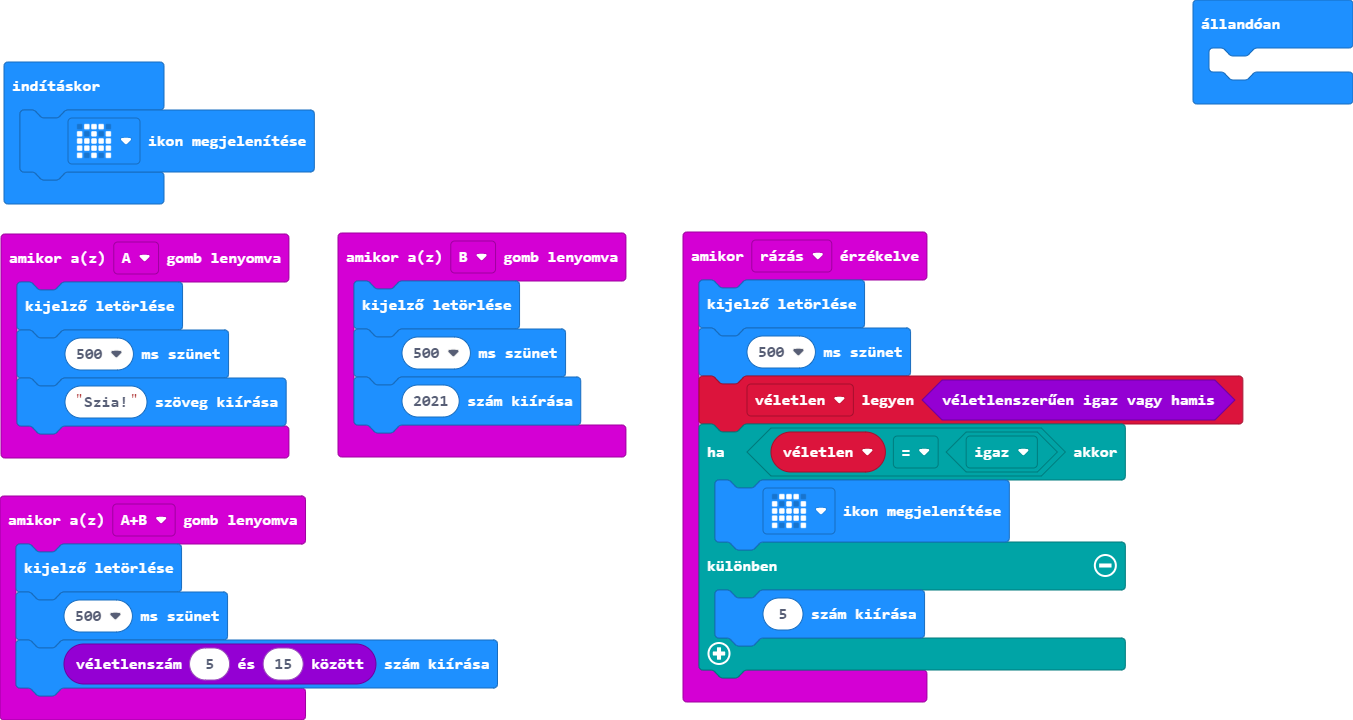 állandóan
indításkor
ikon megjelenítése
amikor a(z) A gomb lenyomva
kijelző letörlése
500 ms szünet
"Szia!" szöveg kiírása
amikor a(z) B gomb lenyomva
kijelző letörlése
500 ms szünet
2021 szám kiírása
amikor rázás érzékelve
kijelző letörlése
500 ms szünet
véletlen legyen véletlenszerűen igaz vagy hamis
ha véletlen = igaz akkor
ikon megjelenítése
különben
5 szám kiírása
amikor a(z) A+B gomb lenyomva
kijelző letörlése
500 ms szünet
véletlenszám 5 és 15 között szám kiírása